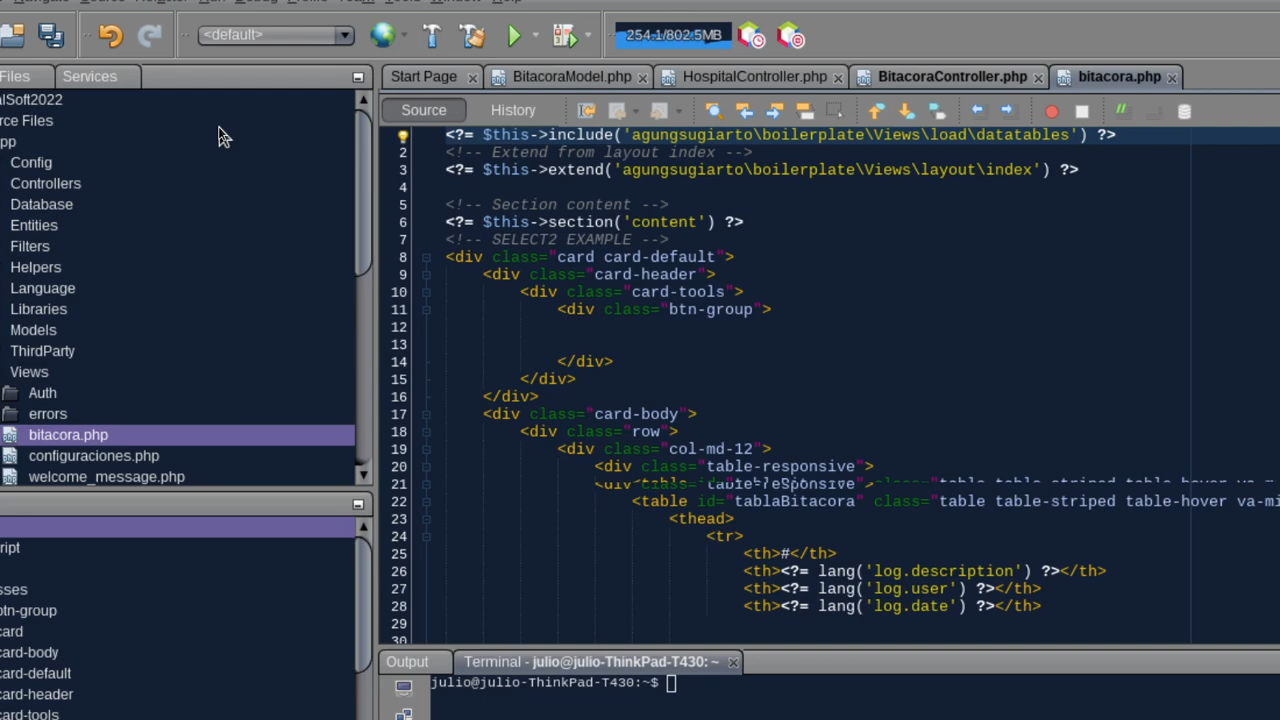 <default>
254.1/802.5MB
Files
Services
Start Page
BitacoraModel.php
HospitalController.php
BitacoraController.php
bitacora.php
Source
History
lSoft2022
rce Files
pp
Config
Controllers
Database
Entities
Filters
Helpers
Language
Libraries
Models
ThirdParty
Views
Auth
errors
bitacora.php
configuraciones.php
welcome_message.php
ript
sses
btn-group
card
card-body
card-default
card-header
card-tools
<?= $this->include('agungsugiarto\boilerplate\Views\load\datatables') ?>
2 <!-- Extend from layout index -->
3 <?= $this->extend('agungsugiarto\boilerplate\Views\layout\index') ?>
4
5 <!-- Section content -->
6 <?= $this->section('content') ?>
7 <!-- SELECT2 EXAMPLE -->
8 <div class="card card-default">
9 <div class="card-header">
10 <div class="card-tools">
11 <div class="btn-group">
12
13
14 </div>
15 </div>
16 </div>
17 <div class="card-body">
18 <div class="row">
19 <div class="col-md-12">
20 <div class="table-responsive">
21
22 <table id="tablaBitacora" class="table table-striped table-hover va-mi
23 <thead>
24 <tr>
25 <th>#</th>
26 <th><?= lang('log.description') ?></th>
27 <th><?= lang('log.user') ?></th>
28 <th><?= lang('log.date') ?></th>
29
30
Output
Terminal - julio@julio-ThinkPad-T430: ~
julio@julio-ThinkPad-T430:~$